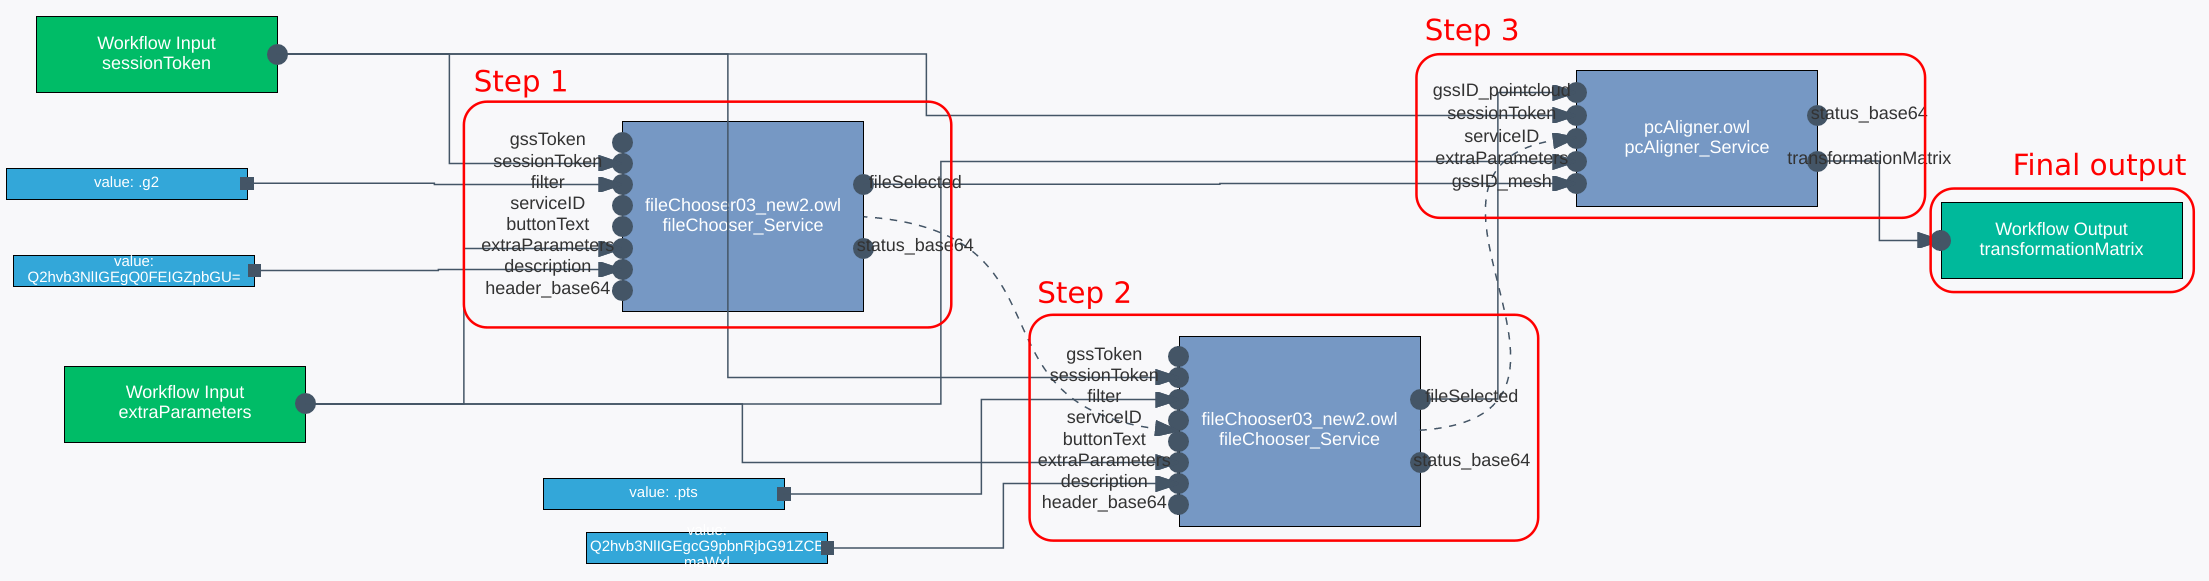 Workflow Input
sessionToken
value: .g2
value:
Q2hvb3NlIGEgQ0FEIGZpbGU=
Workflow Input
extraParameters
Step 1
gssToken
sessionToken
filter
serviceID
buttonText
extraParameters
description
header_base64
fileChooser03_new2.owl
fileChooser_Service
fileSelected
status_base64
value: .pts
value:
Q2hvb3NlIGEgcG9pbnRjbG91ZCB
maWxl
Step 2
gssToken
sessionToken
filter
serviceID
buttonText
extraParameters
description
header_base64
fileChooser03_new2.owl
fileChooser_Service
fileSelected
status_base64
Step 3
gssID_pointcloud
sessionToken
serviceID
extraParameters
gssID_mesh
pcAligner.owl
pcAligner_Service
status_base64
transformationMatrix
Final output
Workflow Output
transformationMatrix